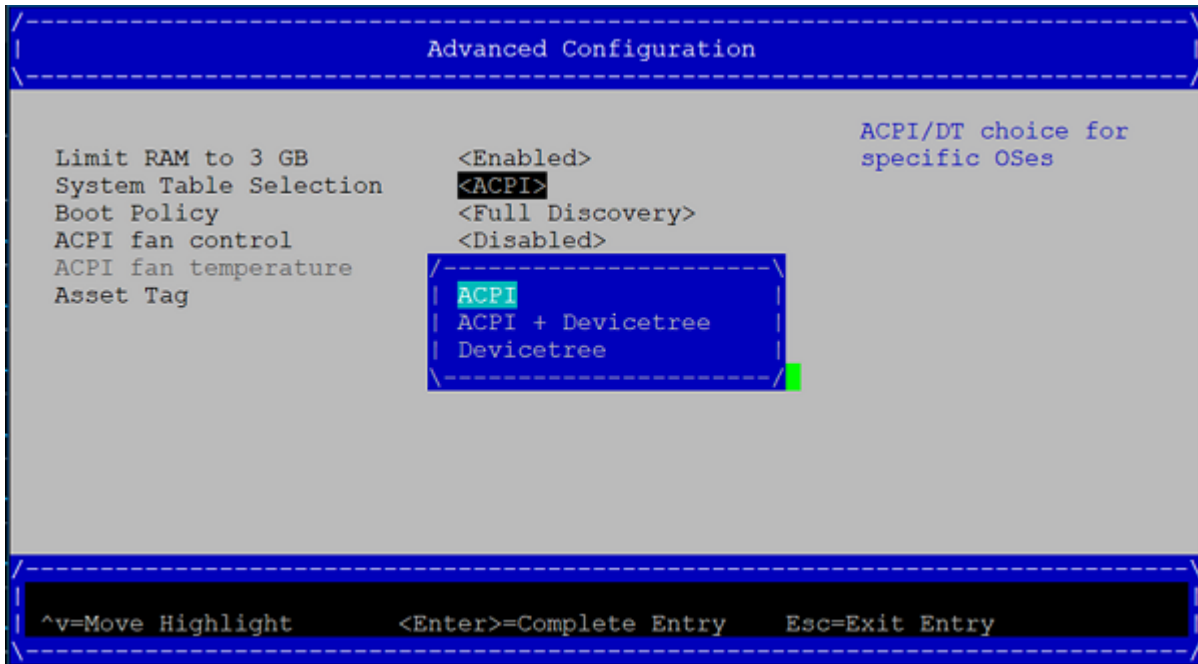 Advanced Configuration
ACPI/DT choice for
Limit RAM to 3 GB <Enabled> specific OSes
System Table Selection <ACPI>
Boot Policy <Full Discovery>
ACPI fan control <Disabled>
ACPI fan temperature
Asset Tag
ACPI
ACPI + Devicetree
Devicetree
^v=Move Highlight <Enter>=Complete Entry Esc=Exit Entry